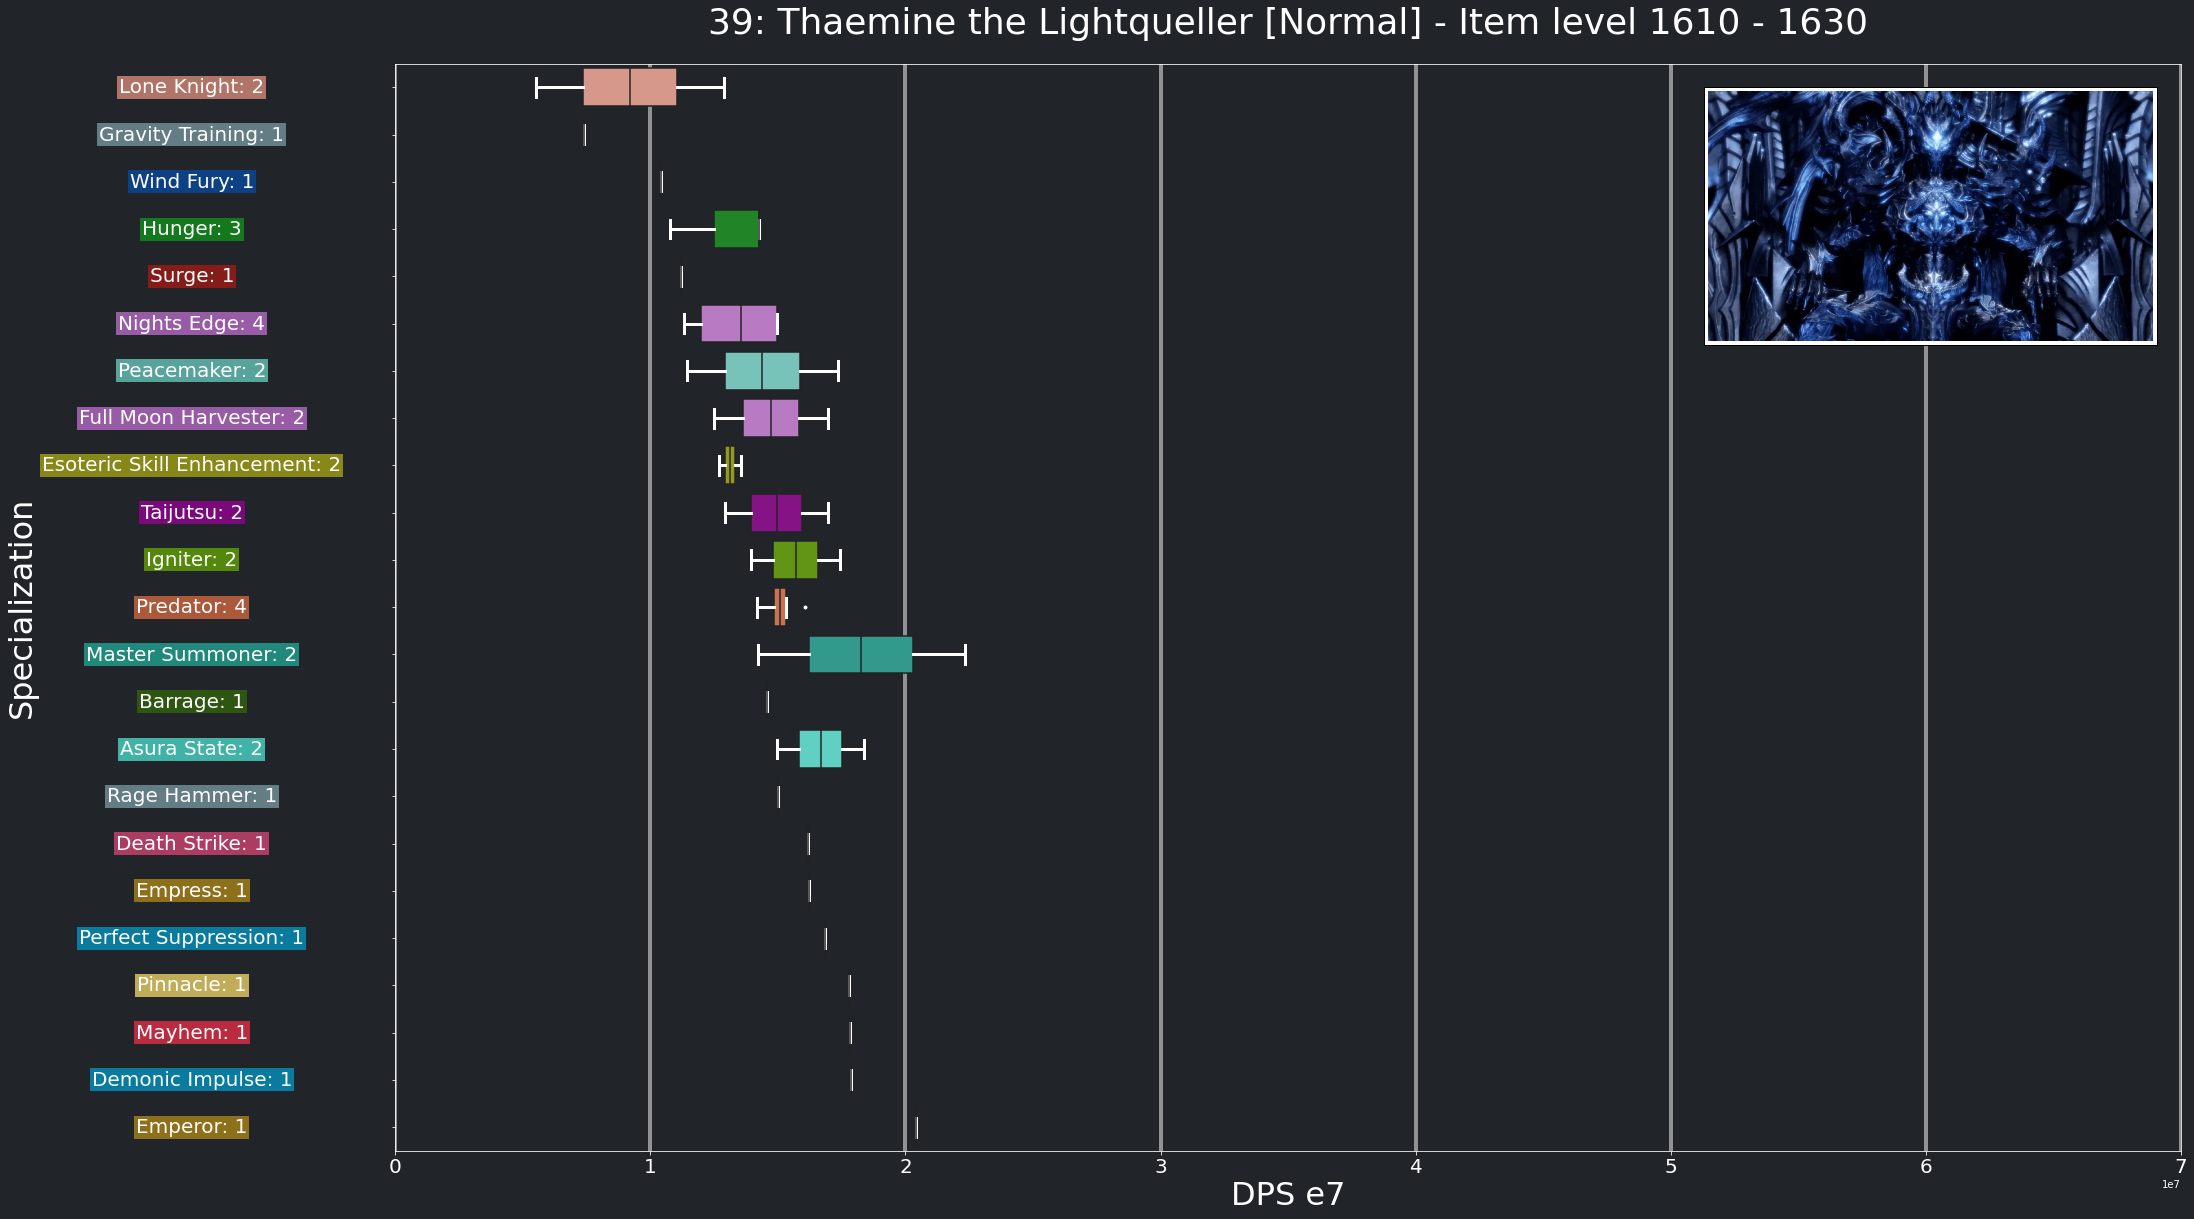 39: Thaemine the Lightqueller [Normal] - Item level 1610 - 1630
Specialization
Lone Knight: 2
Gravity Training: 1
Wind Fury: 1
Hunger: 3
Surge: 1
Nights Edge: 4
Peacemaker: 2
Full Moon Harvester: 2
Esoteric Skill Enhancement: 2
Taijutsu: 2
Igniter: 2
Predator: 4
Master Summoner: 2
Barrage: 1
Asura State: 2
Rage Hammer: 1
Death Strike: 1
Empress: 1
Perfect Suppression: 1
Pinnacle: 1
Mayhem: 1
Demonic Impulse: 1
Emperor: 1
0 1 2 3 4 5 6 7
1e7
DPS e7